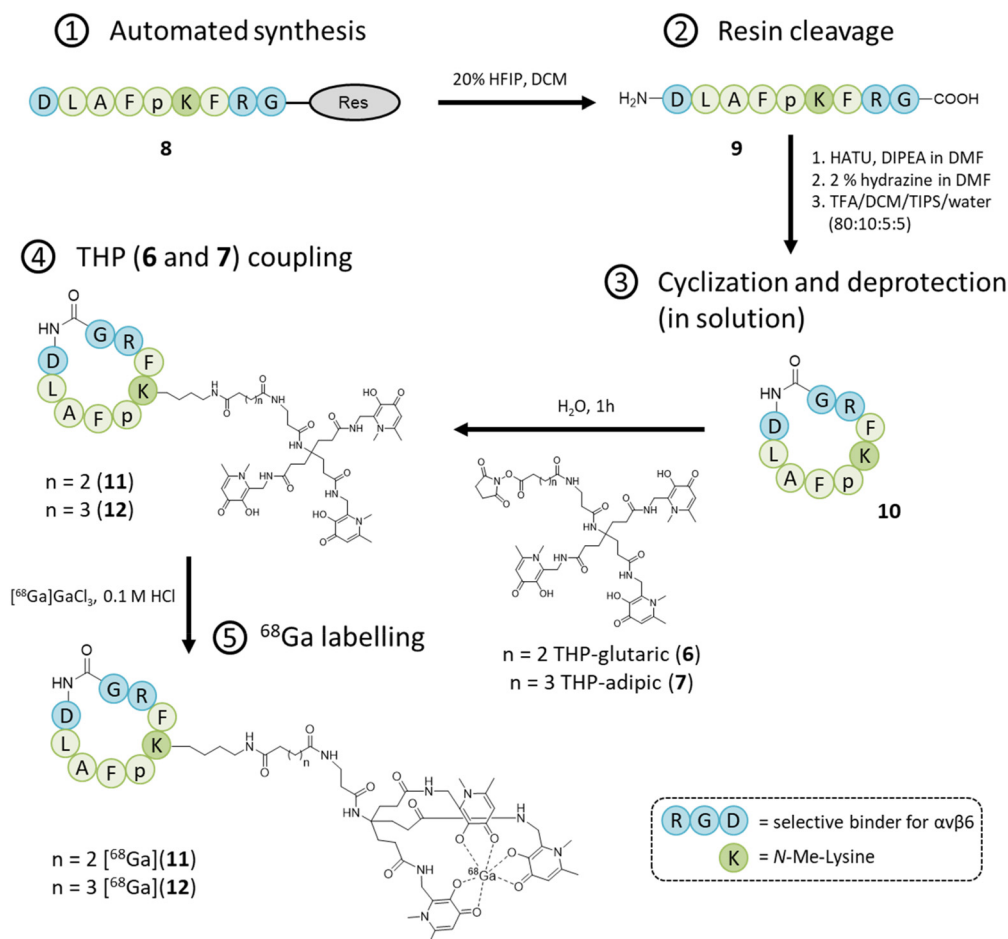 ① Automated synthesis
D L A F p K F R G Res
8
20% HFIP, DCM
② Resin cleavage
H₂N D L A F p K F R G COOH
9
1. HATU, DIPEA in DMF
2. 2 % hydrazine in DMF
3. TFA/DCM/TIPS/water
(80:10:5:5)
③ Cyclization and deprotection
(in solution)
O
HN
G R F K p F A L D
10
H₂O, 1h
n = 2 THP-glutaric (6)
n = 3 THP-adipic (7)
④ THP (6 and 7) coupling
O
HN
G R F K p F A L D
n = 2 (11)
n = 3 (12)
[⁶⁸Ga]GaCl₃, 0.1 M HCl
⑤ ⁶⁸Ga labelling
O
HN
G R F K p F A L D
⁶⁸Ga
n = 2 [⁶⁸Ga](11)
n = 3 [⁶⁸Ga](12)
R G D = selective binder for αvβ6
K = N-Me-Lysine